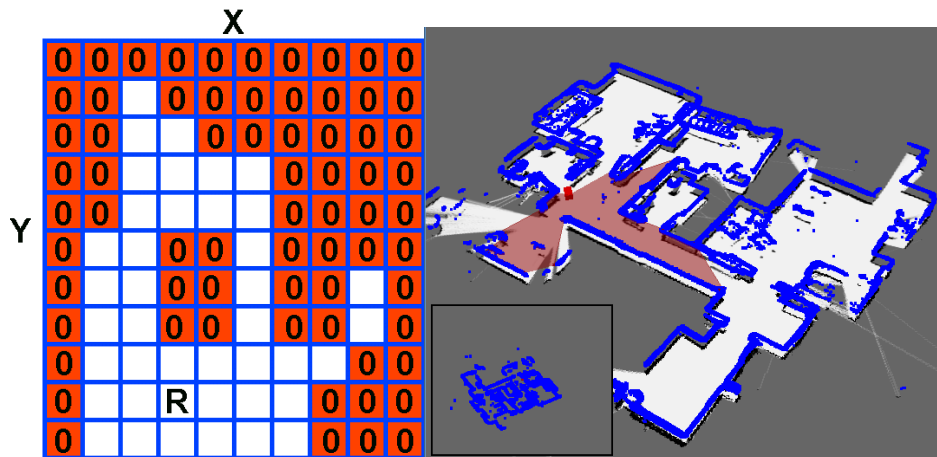 X
0 0 0 0 0 0 0 0 0 0
0 0 0 0 0 0 0 0 0
0 0 0 0 0 0 0 0
0 0 0 0 0 0
0 0 0 0 0 0
Y
0 0 0 0 0 0 0
0 0 0 0 0 0
0 0 0 0 0 0
0 0 0
0 R 0 0 0
0 0 0 0